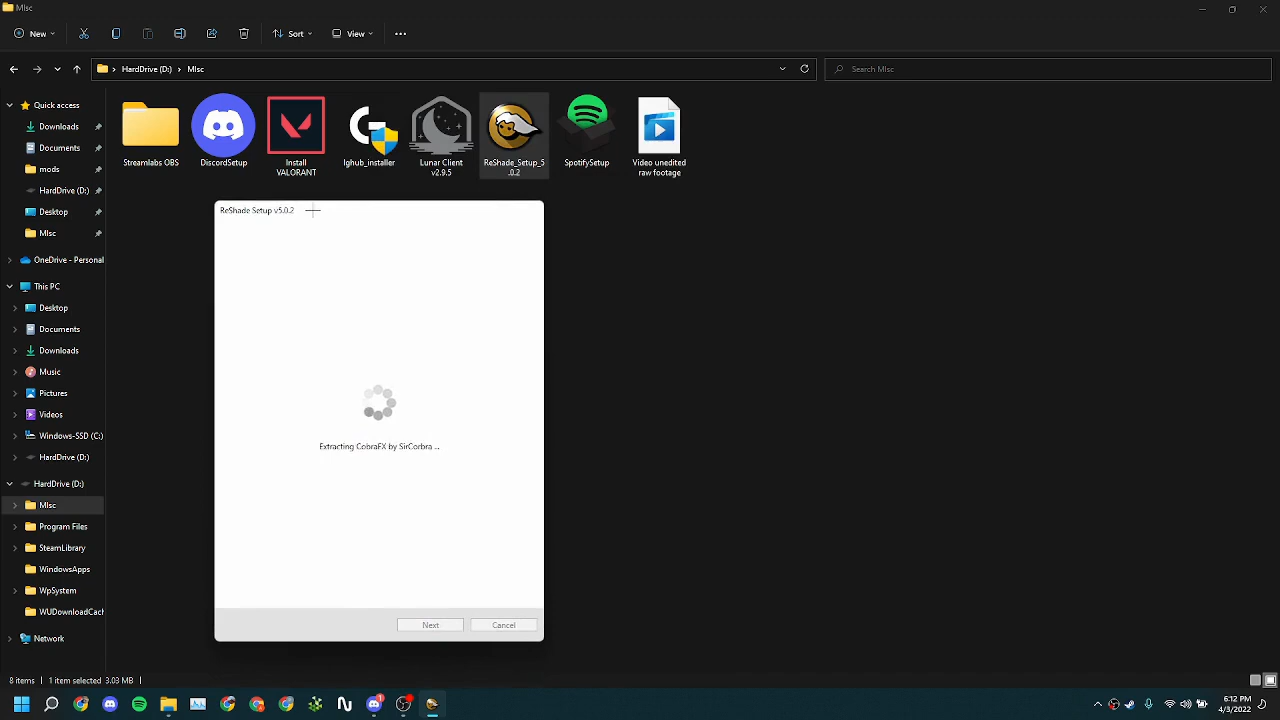 MIsc
New
Sort
View
HardDrive (D:)
MIsc
Search MIsc
Quick access
Downloads
Documents
mods
HardDrive (D:)
Desktop
MIsc
OneDrive - Personal
This PC
Desktop
Documents
Downloads
Music
Pictures
Videos
Windows-SSD (C:)
HardDrive (D:)
HardDrive (D:)
MIsc
Program Files
SteamLibrary
WindowsApps
WpSystem
WUDownloadCach
Network
Streamlabs OBS
DiscordSetup
Install
VALORANT
lghub_installer
Lunar Client
v2.9.5
ReShade_Setup_5
.0.2
SpotifySetup
Video unedited
raw footage
ReShade Setup v5.0.2
Extracting CobraFX by SirCorbra ...
Next
Cancel
8 items
1 item selected 3.03 MB
1
6:12 PM